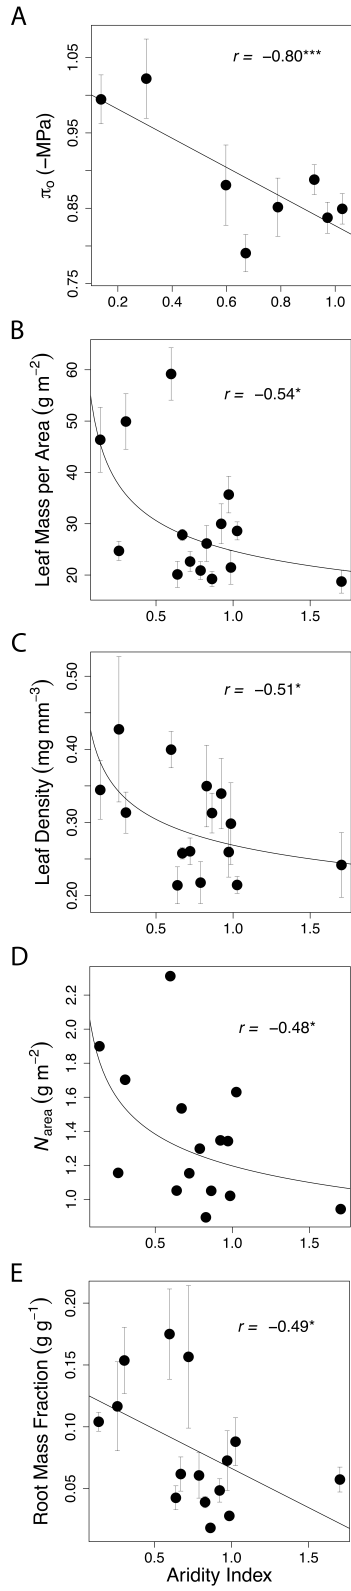 A
r = −0.80***
π₀ (−MPa)
1.05
0.95
0.85
0.75
0.2 0.4 0.6 0.8 1.0
B
r = −0.54*
Leaf Mass per Area (g m⁻²)
60
50
40
30
20
0.5 1.0 1.5
C
r = −0.51*
Leaf Density (mg mm⁻³)
0.50
0.40
0.30
0.20
0.5 1.0 1.5
D
r = −0.48*
Narea (g m⁻²)
2.2
2.0
1.8
1.6
1.4
1.2
1.0
0.5 1.0 1.5
E
r = −0.49*
Root Mass Fraction (g g⁻¹)
0.20
0.15
0.10
0.05
0.5 1.0 1.5
Aridity Index